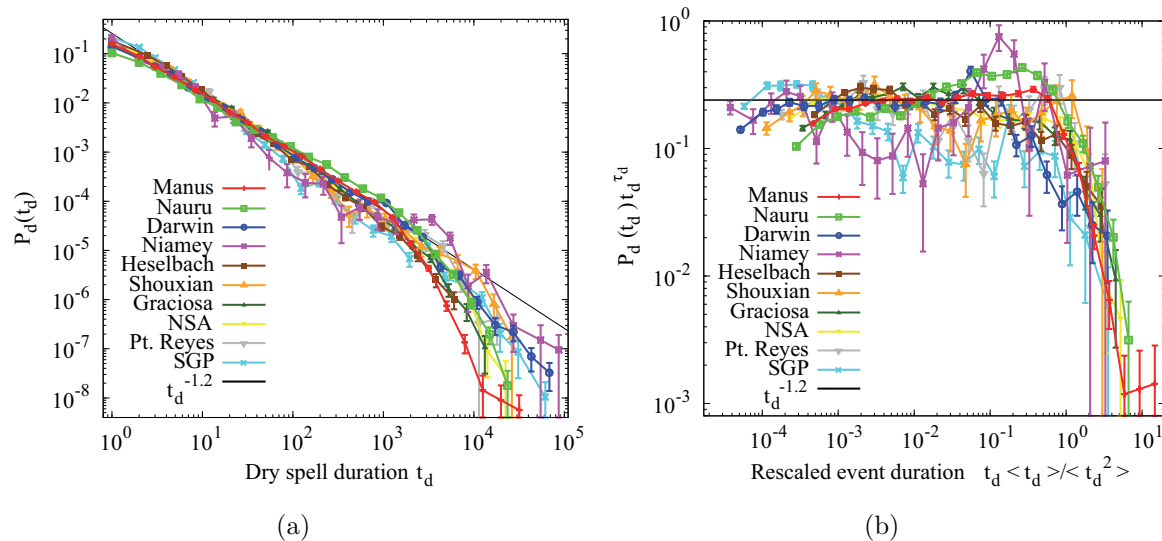 P_d(t_d)
10^-1
10^-2
10^-3
10^-4
10^-5
10^-6
10^-7
10^-8
Manus
Nauru
Darwin
Niamey
Heselbach
Shouxian
Graciosa
NSA
Pt. Reyes
SGP
t_d^-1.2
10^0 10^1 10^2 10^3 10^4 10^5
Dry spell duration t_d
(a)
P_d (t_d ) t_d^τ_d
10^0
10^-1
10^-2
10^-3
Manus
Nauru
Darwin
Niamey
Heselbach
Shouxian
Graciosa
NSA
Pt. Reyes
SGP
t_d^-1.2
10^-4 10^-3 10^-2 10^-1 10^0 10^1
Rescaled event duration t_d < t_d >/< t_d^2 >
(b)